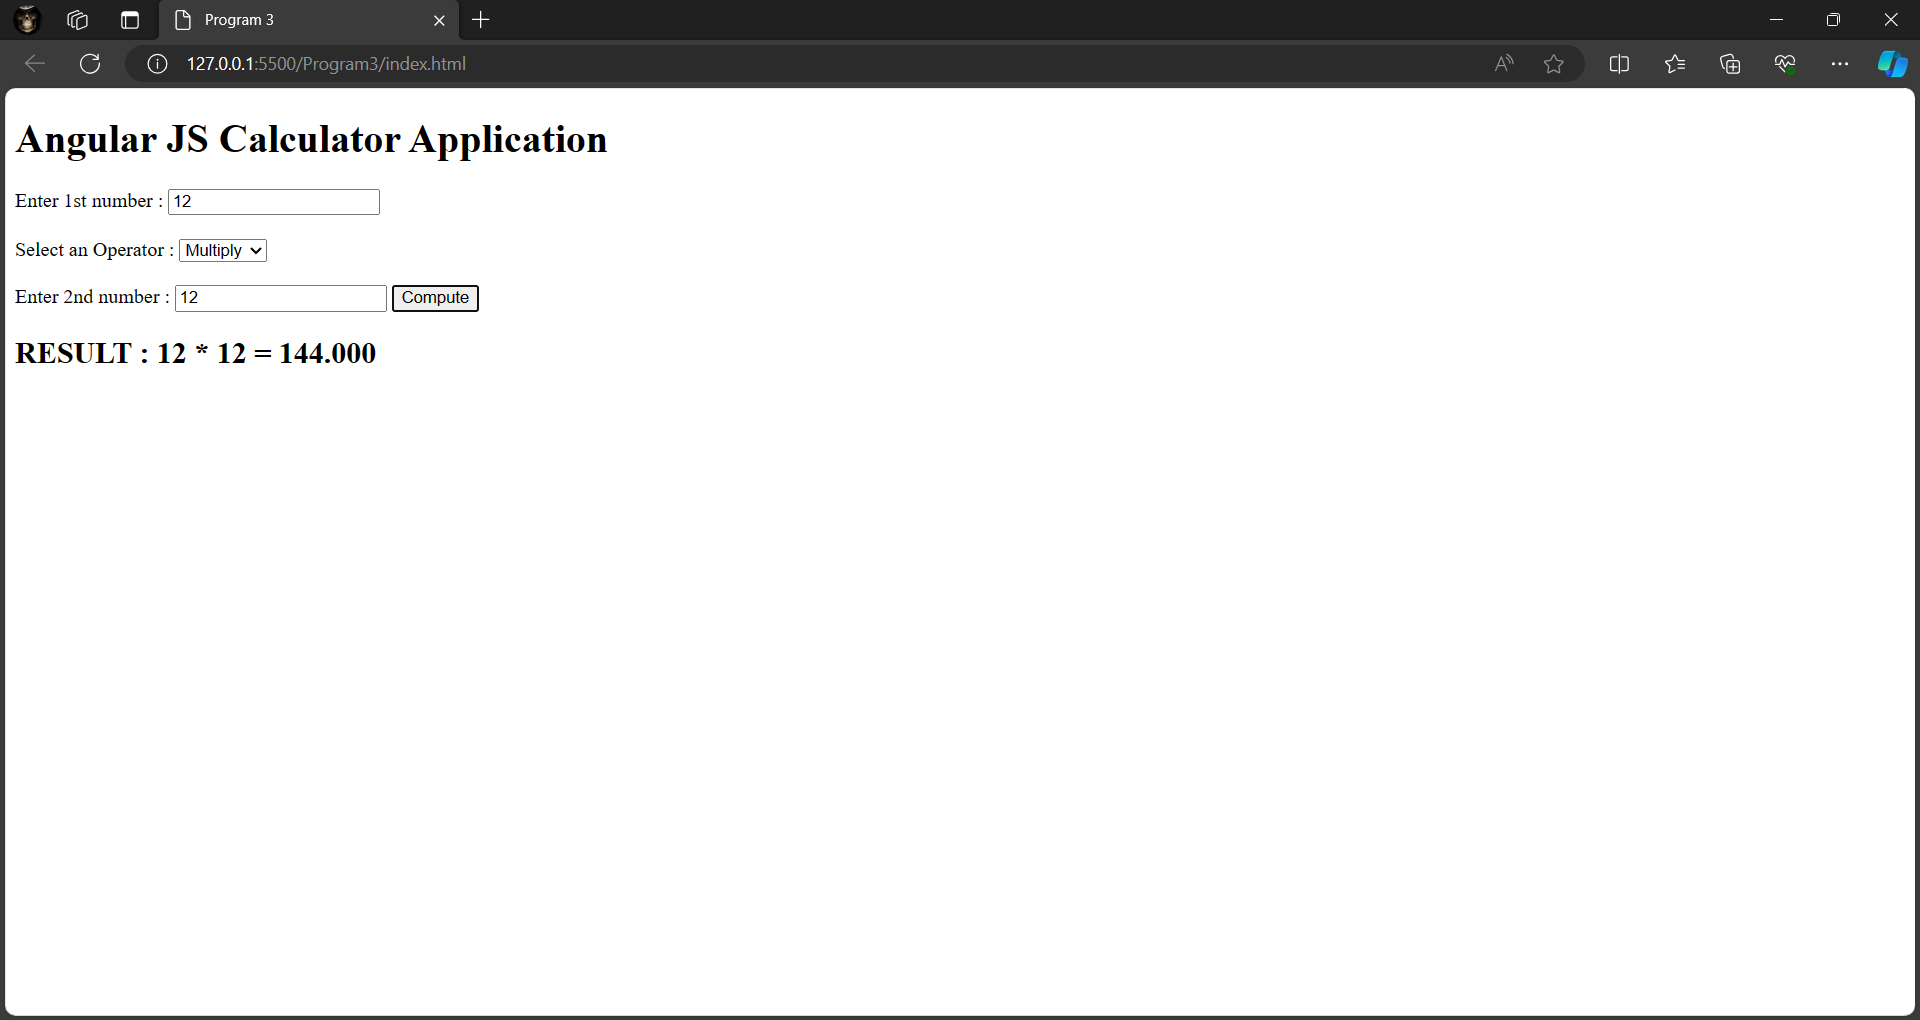 Program 3
127.0.0.1:5500/Program3/index.html
Angular JS Calculator Application
Enter 1st number : 12
Select an Operator : Multiply
Enter 2nd number : 12 Compute
RESULT : 12 * 12 = 144.000